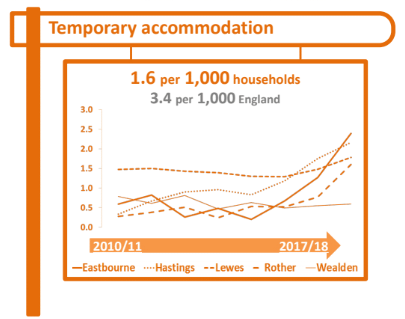 Temporary accommodation
1.6 per 1,000 households
3.4 per 1,000 England
3.0
2.5
2.0
1.5
1.0
0.5
0.0
2010/11 2017/18
Eastbourne Hastings Lewes Rother Wealden